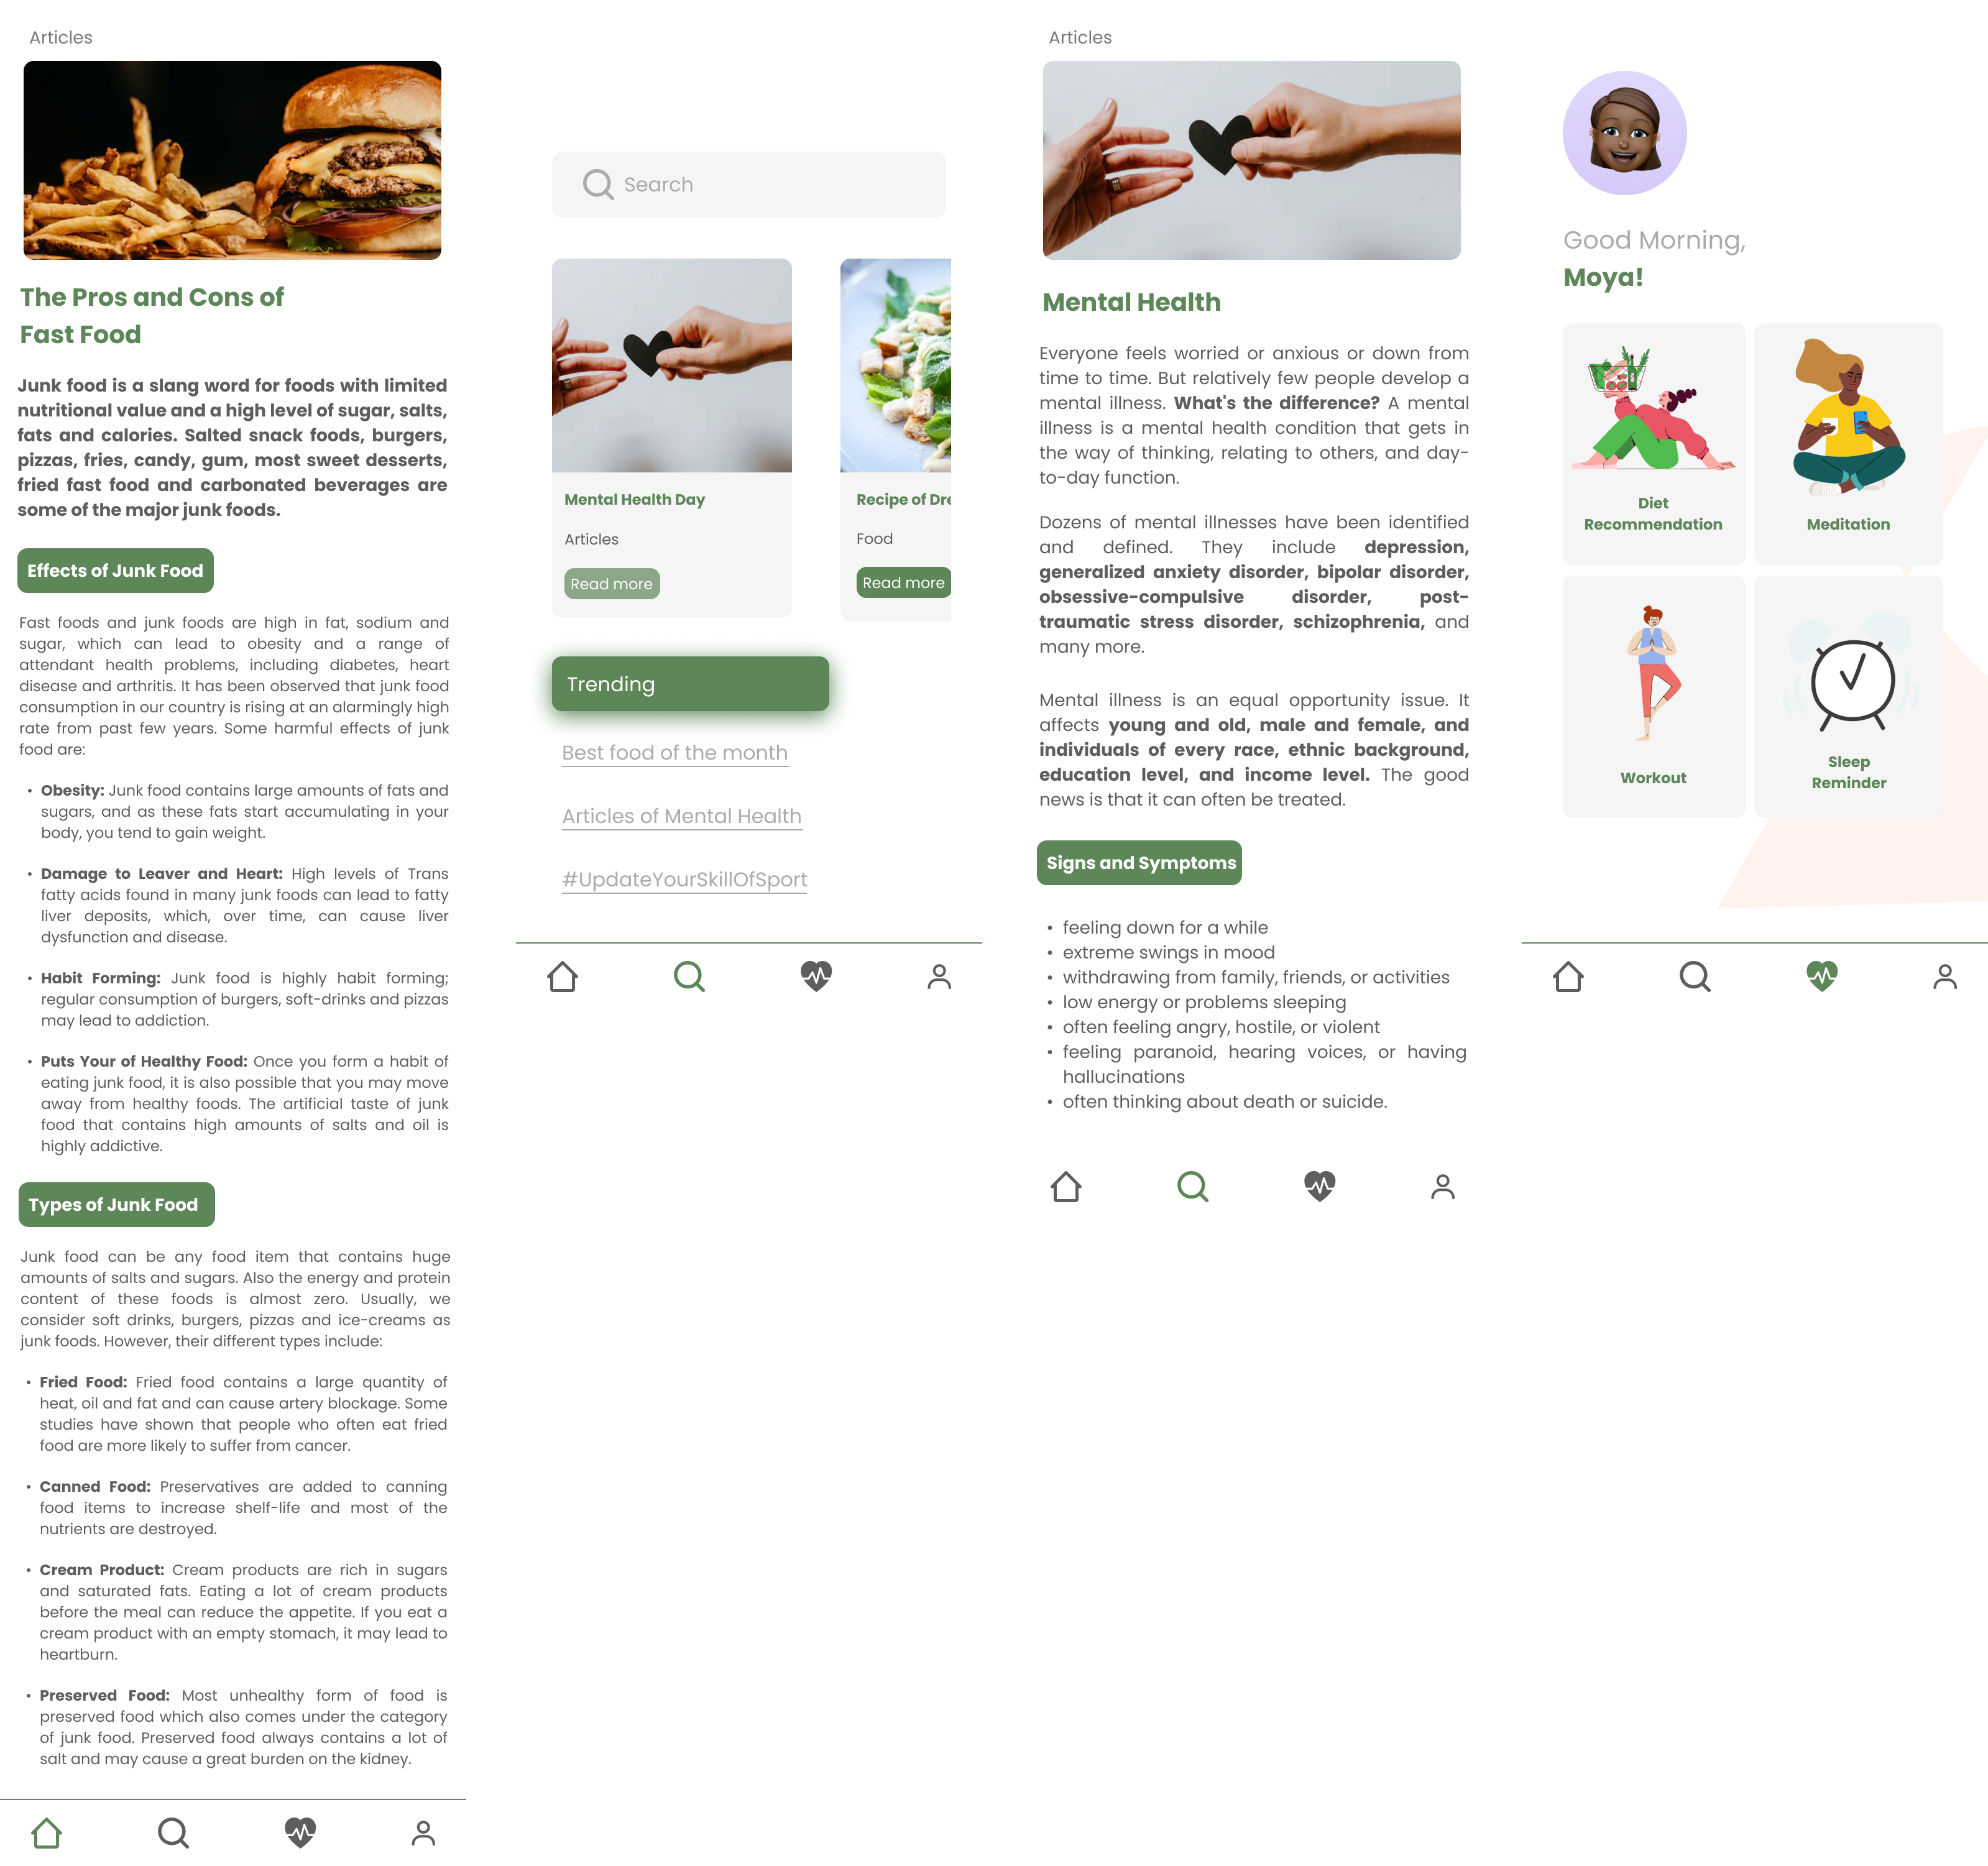 Articles
The Pros and Cons of
Fast Food
Junk food is a slang word for foods with limited
nutritional value and a high level of sugar, salts,
fats and calories. Salted snack foods, burgers,
pizzas, fries, candy, gum, most sweet desserts,
fried fast food and carbonated beverages are
some of the major junk foods.
Effects of Junk Food
Fast foods and junk foods are high in fat, sodium and
sugar, which can lead to obesity and a range of
attendant health problems, including diabetes, heart
disease and arthritis. It has been observed that junk food
consumption in our country is rising at an alarmingly high
rate from past few years. Some harmful effects of junk
food are:
• Obesity: Junk food contains large amounts of fats and
sugars, and as these fats start accumulating in your
body, you tend to gain weight.
• Damage to Leaver and Heart: High levels of Trans
fatty acids found in many junk foods can lead to fatty
liver deposits, which, over time, can cause liver
dysfunction and disease.
• Habit Forming: Junk food is highly habit forming;
regular consumption of burgers, soft-drinks and pizzas
may lead to addiction.
• Puts Your of Healthy Food: Once you form a habit of
eating junk food, it is also possible that you may move
away from healthy foods. The artificial taste of junk
food that contains high amounts of salts and oil is
highly addictive.
Types of Junk Food
Junk food can be any food item that contains huge
amounts of salts and sugars. Also the energy and protein
content of these foods is almost zero. Usually, we
consider soft drinks, burgers, pizzas and ice-creams as
junk foods. However, their different types include:
• Fried Food: Fried food contains a large quantity of
heat, oil and fat and can cause artery blockage. Some
studies have shown that people who often eat fried
food are more likely to suffer from cancer.
• Canned Food: Preservatives are added to canning
food items to increase shelf-life and most of the
nutrients are destroyed.
• Cream Product: Cream products are rich in sugars
and saturated fats. Eating a lot of cream products
before the meal can reduce the appetite. If you eat a
cream product with an empty stomach, it may lead to
heartburn.
• Preserved Food: Most unhealthy form of food is
preserved food which also comes under the category
of junk food. Preserved food always contains a lot of
salt and may cause a great burden on the kidney.
Search
Mental Health Day
Articles
Read more
Recipe of Dre
Food
Read more
Trending
Best food of the month
Articles of Mental Health
#UpdateYourSkillOfSport
Articles
Mental Health
Everyone feels worried or anxious or down from
time to time. But relatively few people develop a
mental illness. What's the difference? A mental
illness is a mental health condition that gets in
the way of thinking, relating to others, and day-
to-day function.
Dozens of mental illnesses have been identified
and defined. They include depression,
generalized anxiety disorder, bipolar disorder,
obsessive-compulsive disorder, post-
traumatic stress disorder, schizophrenia, and
many more.
Mental illness is an equal opportunity issue. It
affects young and old, male and female, and
individuals of every race, ethnic background,
education level, and income level. The good
news is that it can often be treated.
Signs and Symptoms
• feeling down for a while
• extreme swings in mood
• withdrawing from family, friends, or activities
• low energy or problems sleeping
• often feeling angry, hostile, or violent
• feeling paranoid, hearing voices, or having
hallucinations
• often thinking about death or suicide.
Good Morning,
Moya!
Diet
Recommendation
Meditation
Workout
Sleep
Reminder